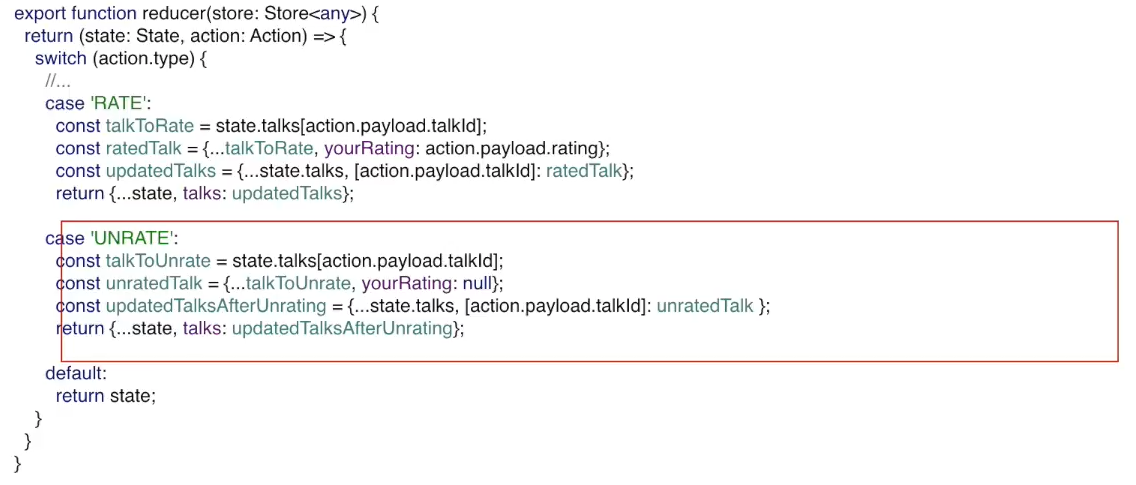 export function reducer(store: Store<any>) {
return (state: State, action: Action) => {
switch (action.type) {
//...
case 'RATE':
const talkToRate = state.talks[action.payload.talkId];
const ratedTalk = {...talkToRate, yourRating: action.payload.rating};
const updatedTalks = {...state.talks, [action.payload.talkId]: ratedTalk};
return {...state, talks: updatedTalks};
case 'UNRATE':
const talkToUnrate = state.talks[action.payload.talkId];
const unratedTalk = {...talkToUnrate, yourRating: null};
const updatedTalksAfterUnrating = {...state.talks, [action.payload.talkId]: unratedTalk };
return {...state, talks: updatedTalksAfterUnrating};
default:
return state;
}
}
}